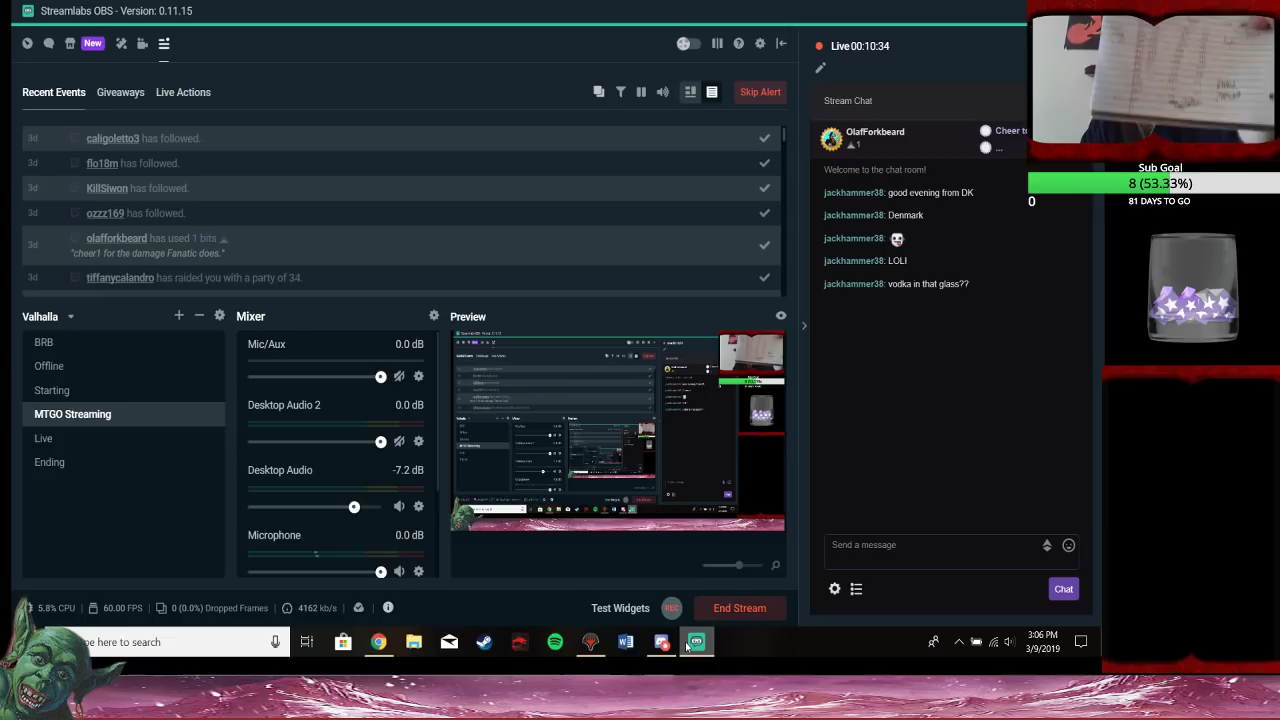 Streamlabs OBS - Version: 0.11.15
New
Live 00:10:34
Recent Events
Giveaways
Live Actions
Skip Alert
Stream Chat
3d caligoletto3 has followed.
3d flo18m has followed.
3d KillSiwon has followed.
3d ozzz169 has followed.
3d olafforkbeard has used 1 bits
"cheer1 for the damage Fanatic does."
3d tiffanycalandro has raided you with a party of 34.
OlafForkbeard
1
Cheer to
...
Welcome to the chat room!
jackhammer38: good evening from DK
jackhammer38: Denmark
jackhammer38:
jackhammer38: LOLI
jackhammer38: vodka in that glass??
Sub Goal
8 (53.33%)
0
81 DAYS TO GO
Valhalla
BRB
Offline
Starting
MTGO Streaming
Live
Ending
Mixer
Mic/Aux 0.0 dB
Desktop Audio 2 0.0 dB
Desktop Audio -7.2 dB
Microphone 0.0 dB
Preview
Send a message
Chat
5.8% CPU
60.00 FPS
0 (0.0%) Dropped Frames
4162 kb/s
Test Widgets
REC
End Stream
ype here to search
3:06 PM
3/9/2019